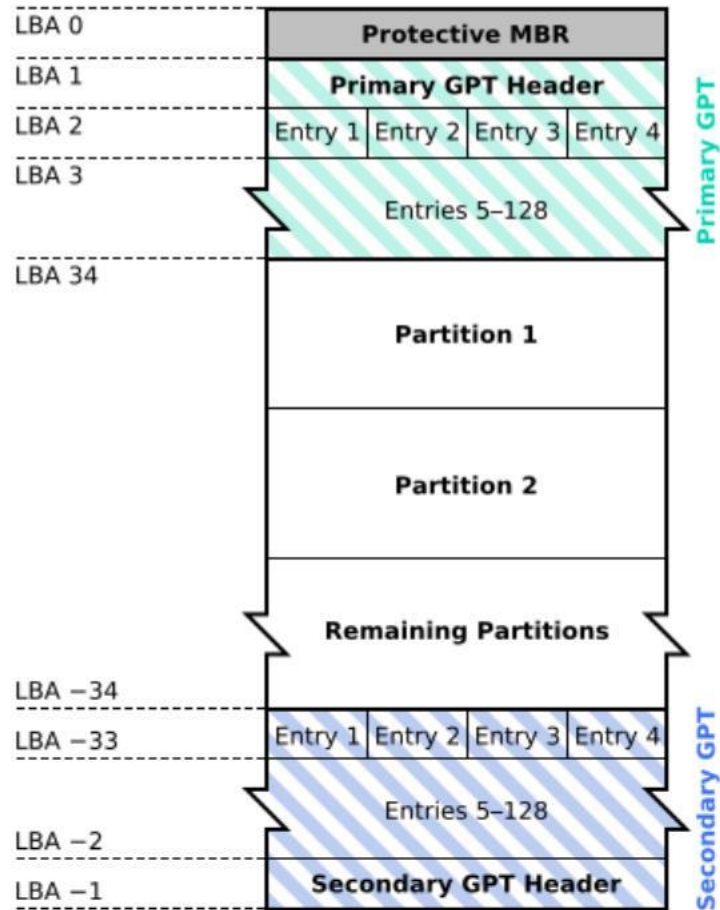 LBA 0
Protective MBR
LBA 1
Primary GPT Header
LBA 2
Entry 1 Entry 2 Entry 3 Entry 4
LBA 3
Entries 5–128
Primary GPT
LBA 34
Partition 1
Partition 2
Remaining Partitions
LBA −34
LBA −33
Entry 1 Entry 2 Entry 3 Entry 4
Entries 5–128
LBA −2
LBA −1
Secondary GPT Header
Secondary GPT